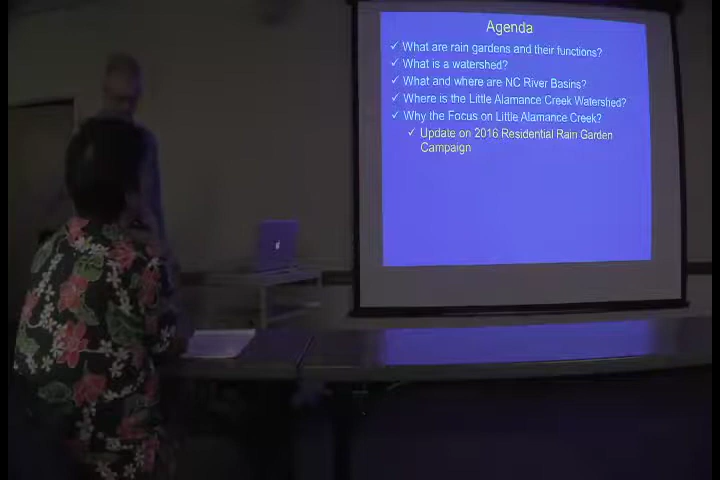 Agenda
✓ What are rain gardens and their functions?
✓ What is a watershed?
✓ What and where are NC River Basins?
✓ Where is the Little Alamance Creek Watershed?
✓ Why the Focus on Little Alamance Creek?
✓ Update on 2016 Residential Rain Garden
Campaign